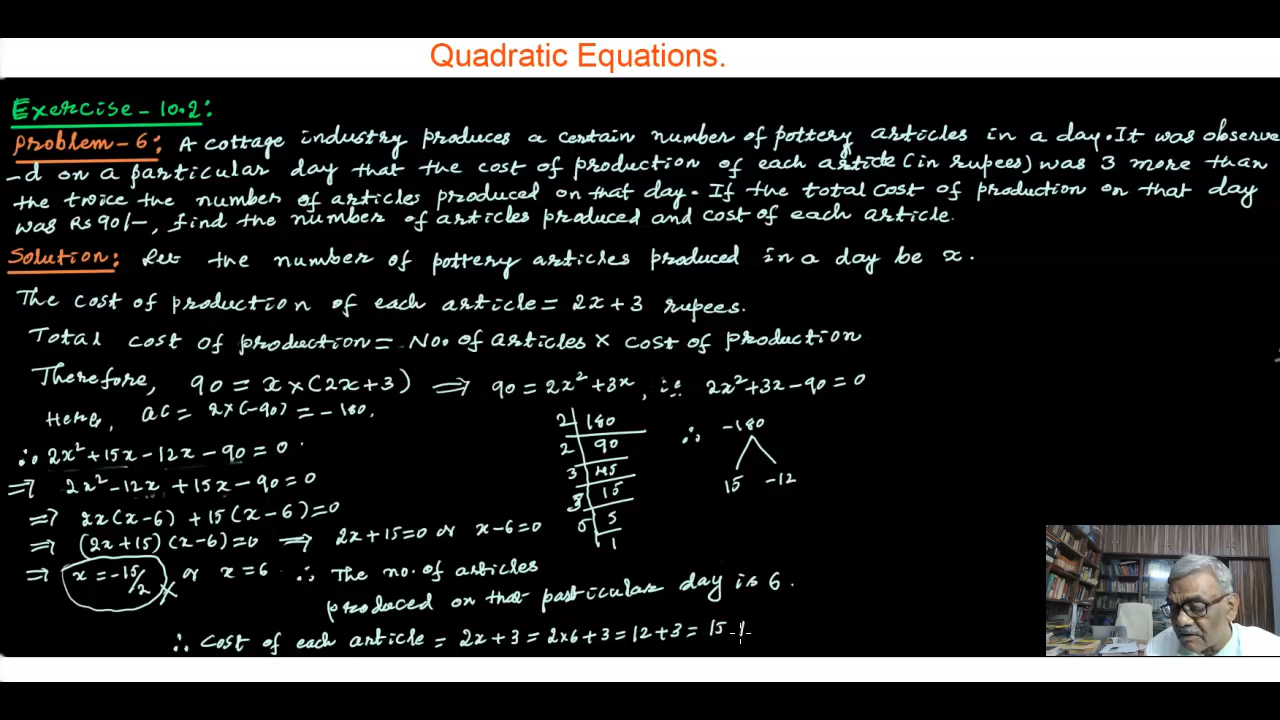 Quadratic Equations.
Exercise-10.2:
Problem-6: A cottage industry produces a certain number of pottery articles in a day. It was observe
-d on a particular day that the cost of production of each article (in rupees) was 3 more than
the twice the number of articles produced on that day. If the total cost of production on that day
was Rs 90/-, find the number of articles produced and cost of each article.
Solution: Let the number of pottery articles produced in a day be x.
The cost of production of each article = 2x+3 rupees.
Total cost of production = No. of articles × cost of production
Therefore, 90 = x×(2x+3) ⇒ 90 = 2x²+3x, i.e. 2x²+3x-90=0
Hence, ac = 2×(-90) = -180.
2 | 180
2 | 90
3 | 45
3 | 15
5 | 5
1
∴ -180
15 -12
∴ 2x²+15x-12x-90=0
⇒ 2x²-12x+15x-90=0
⇒ 2x(x-6)+15(x-6)=0
⇒ (2x+15)(x-6)=0 ⇒ 2x+15=0 or x-6=0
⇒ x=-15/2 × or x=6 ∴ The no. of articles
produced on that particular day is 6.
∴ cost of each article = 2x+3 = 2×6+3 = 12+3 = 15